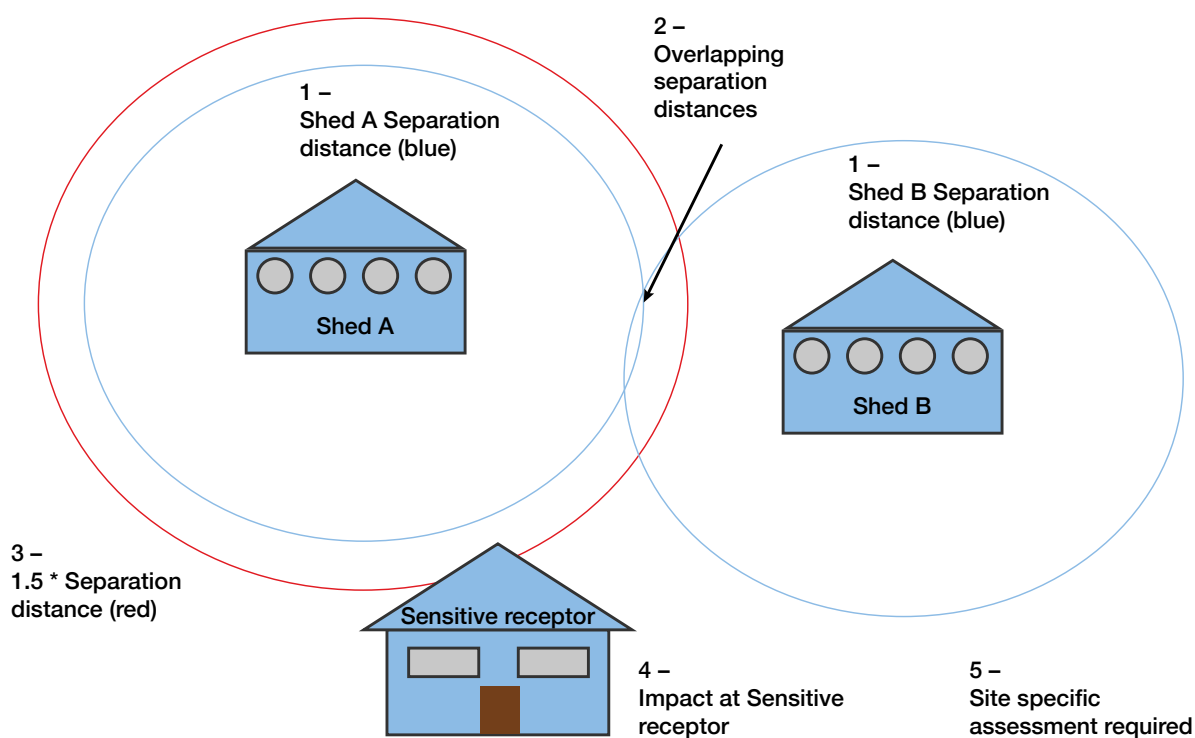 2 –
Overlapping
separation
distances
1 –
Shed A Separation
distance (blue)
1 –
Shed B Separation
distance (blue)
Shed A
Shed B
3 –
1.5 * Separation
distance (red)
Sensitive receptor
4 –
Impact at Sensitive
receptor
5 –
Site specific
assessment required